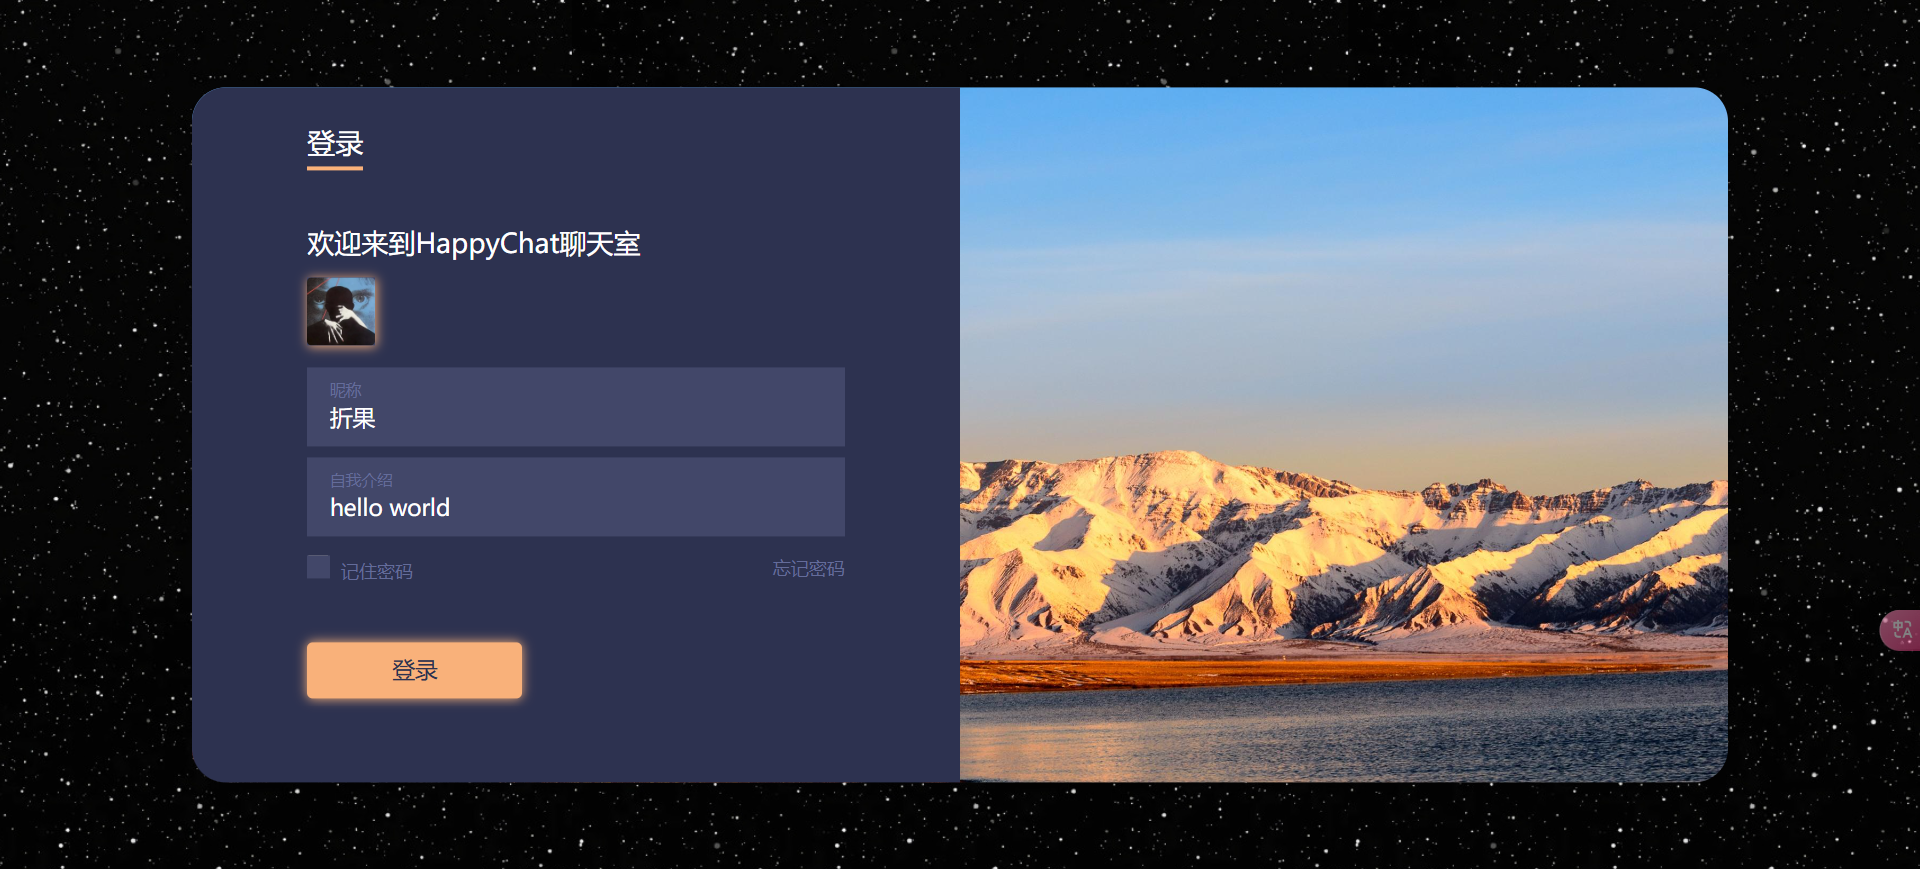 登录
欢迎来到HappyChat聊天室
昵称
折果
自我介绍
hello world
记住密码
忘记密码
登录
中
A